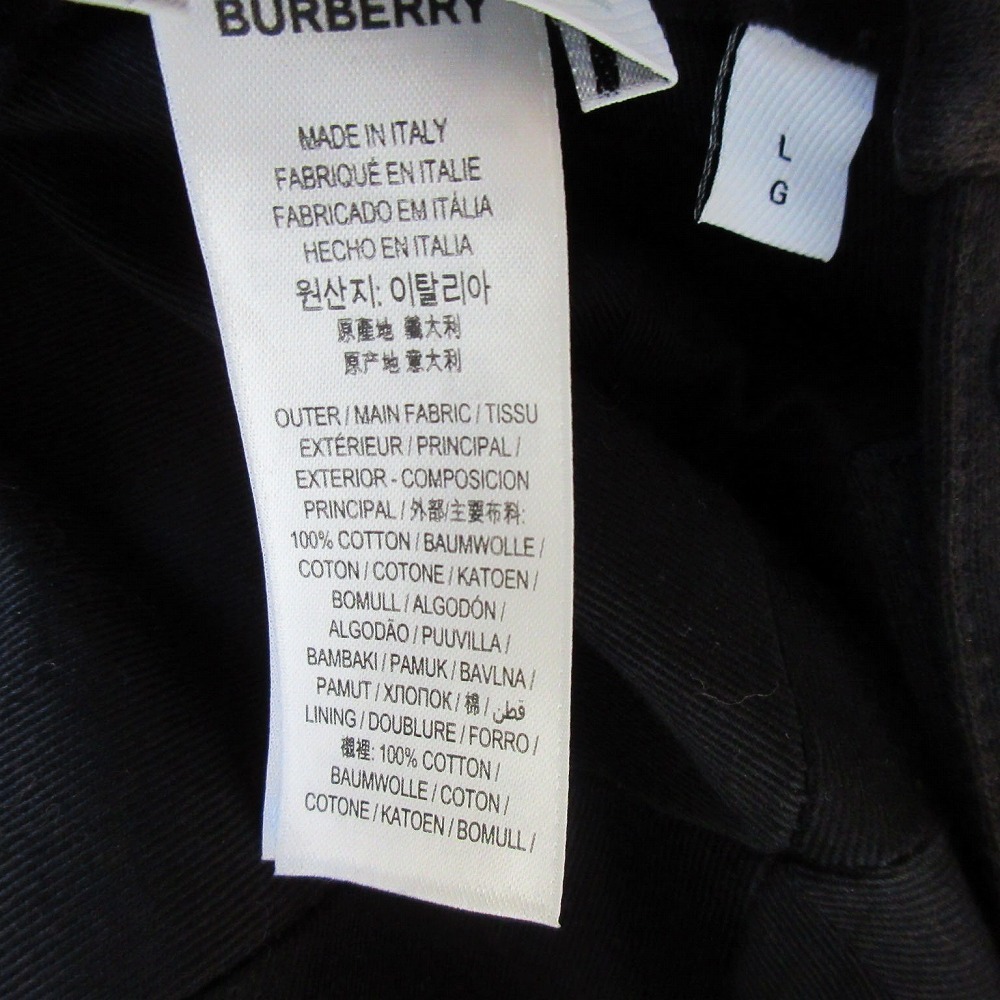 BURBERRY
MADE IN ITALY
FABRIQUÉ EN ITALIE
FABRICADO EM ITÁLIA
HECHO EN ITALIA
원산지: 이탈리아
原產地 義大利
原产地 意大利
OUTER / MAIN FABRIC / TISSU
EXTÉRIEUR / PRINCIPAL /
EXTERIOR - COMPOSICION
PRINCIPAL / 外部/主要布料:
100% COTTON / BAUMWOLLE /
COTON / COTONE / KATOEN /
BOMULL / ALGODÓN /
ALGODÃO / PUUVILLA /
BAMBAKI / PAMUK / BAVLNA /
PAMUT / ХЛОПОК / 棉 / قطن
LINING / DOUBLURE / FORRO /
襯裡: 100% COTTON /
BAUMWOLLE / COTON /
COTONE / KATOEN / BOMULL /
L
G